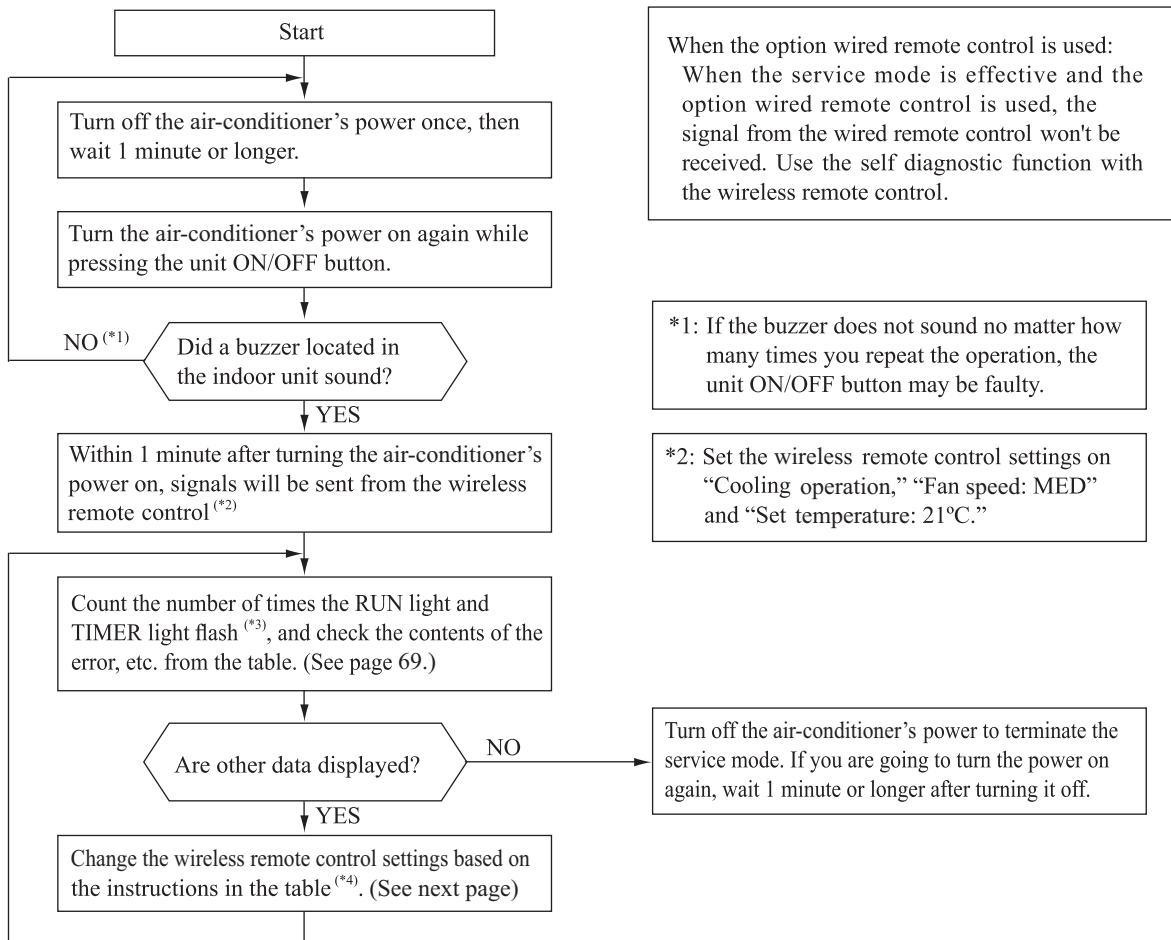 Start
Turn off the air-conditioner's power once, then
wait 1 minute or longer.
Turn the air-conditioner's power on again while
pressing the unit ON/OFF button.
NO (*1)
Did a buzzer located in
the indoor unit sound?
YES
Within 1 minute after turning the air-conditioner's
power on, signals will be sent from the wireless
remote control (*2)
Count the number of times the RUN light and
TIMER light flash (*3), and check the contents of the
error, etc. from the table. (See page 69.)
Are other data displayed?
NO
YES
Change the wireless remote control settings based on
the instructions in the table (*4). (See next page)
When the option wired remote control is used:
When the service mode is effective and the
option wired remote control is used, the
signal from the wired remote control won't be
received. Use the self diagnostic function with
the wireless remote control.
*1: If the buzzer does not sound no matter how
many times you repeat the operation, the
unit ON/OFF button may be faulty.
*2: Set the wireless remote control settings on
“Cooling operation,” “Fan speed: MED”
and “Set temperature: 21ºC.”
Turn off the air-conditioner's power to terminate the
service mode. If you are going to turn the power on
again, wait 1 minute or longer after turning it off.